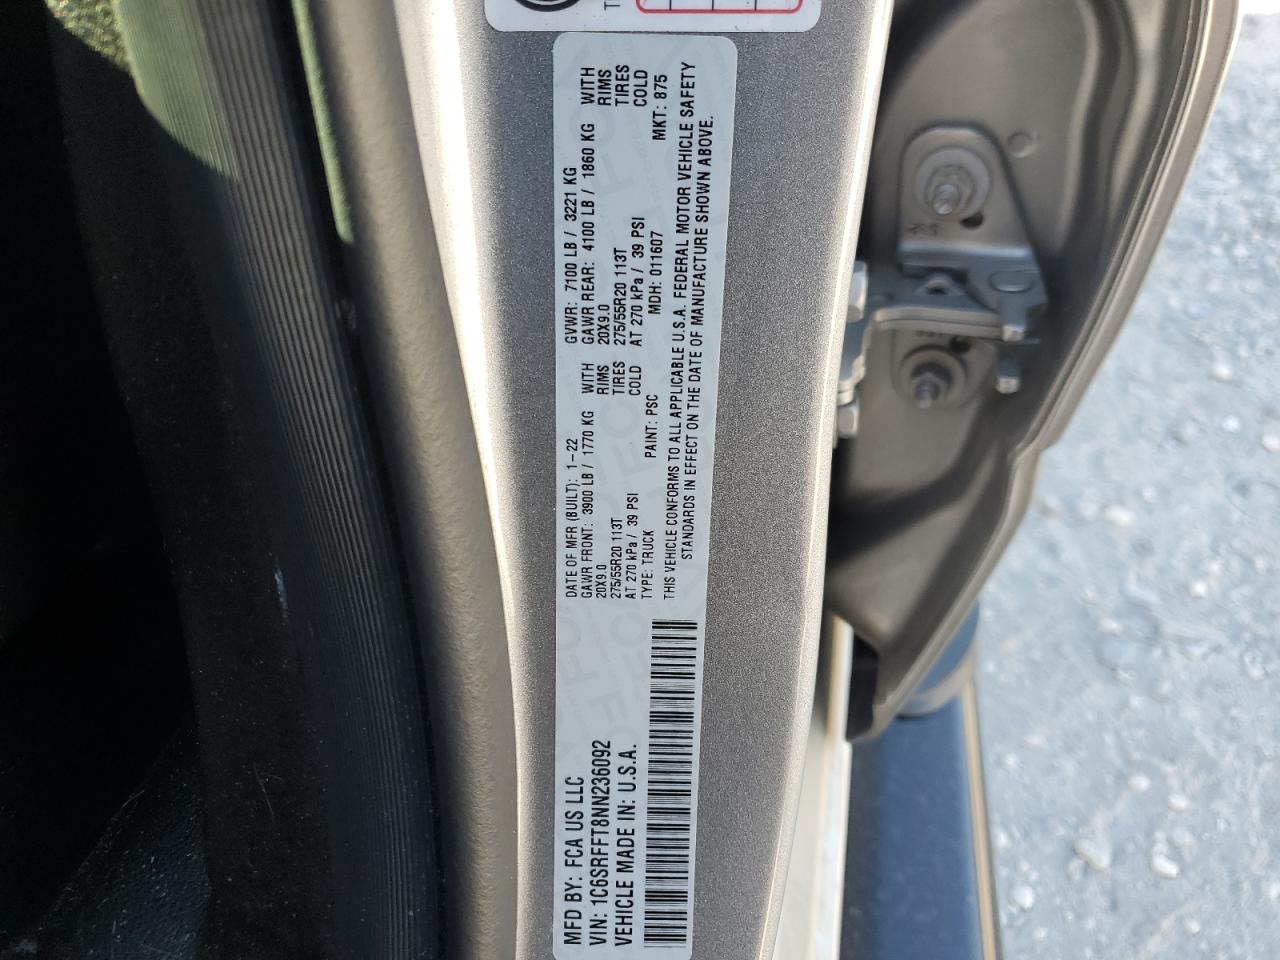 MFD BY: FCA US LLC
VIN: 1C6SRFFT8NN236092
VEHICLE MADE IN: U.S.A.
DATE OF MFR (BUILT): 1-22 GVWR: 7100 LB / 3221 KG
GAWR FRONT: 3900 LB / 1770 KG WITH GAWR REAR: 4100 LB / 1860 KG WITH
20X9.0 RIMS 20X9.0 RIMS
275/55R20 113T TIRES 275/55R20 113T TIRES
AT 270 kPa / 39 PSI COLD AT 270 kPa / 39 PSI COLD
TYPE: TRUCK PAINT: PSC MDH: 011607 MKT: 875
THIS VEHICLE CONFORMS TO ALL APPLICABLE U.S.A. FEDERAL MOTOR VEHICLE SAFETY
STANDARDS IN EFFECT ON THE DATE OF MANUFACTURE SHOWN ABOVE.